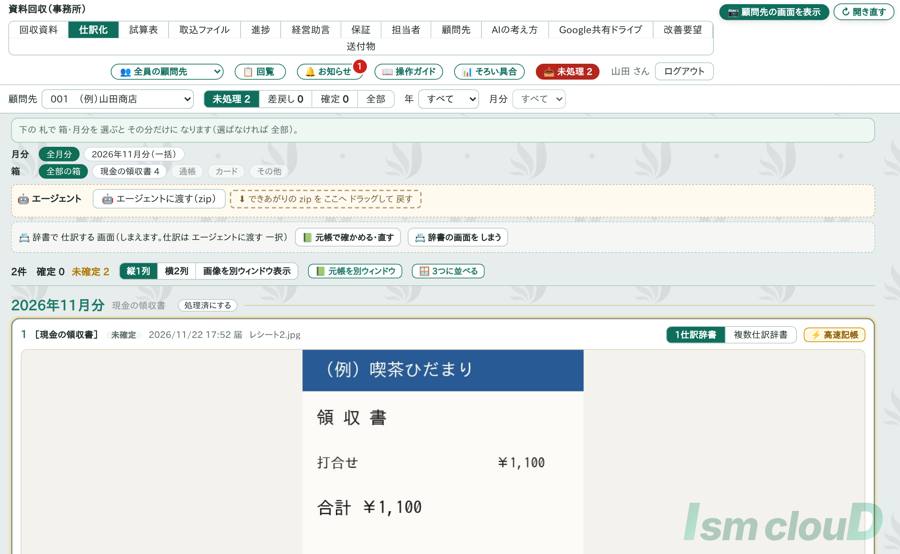 資料回収（事務所）
📷 顧問先の画面を表示 ↻ 開き直す
回収資料 仕訳化 試算表 取込ファイル 進捗 経営助言 保証 担当者 顧問先 AIの考え方 Google共有ドライブ 改善要望
送付物
👥 全員の顧問先 📋 回覧 🔔 お知らせ 1 📖 操作ガイド 📊 そろい具合 📥 未処理 2 山田 さん ログアウト
顧問先 001 （例）山田商店 未処理 2 差戻し 0 確定 0 全部 年 すべて 月分 すべて
下の 札で 箱・月分を 選ぶと その分だけに なります（選ばなければ 全部）。
月分 全月分 2026年11月分（一括）
箱 全部の箱 現金の領収書 4 通帳 カード その他
🤖 エージェント 🤖 エージェントに渡す（zip） ⬇ できあがりの zip を ここへ ドラッグして 戻す
📇 辞書で 仕訳する 画面（しまえます。仕訳は エージェントに渡す 一択） 📗 元帳で確かめる・直す 📇 辞書の画面を しまう
2件 確定 0 未確定 2 縦1列 横2列 画像を別ウィンドウ表示 📗 元帳を別ウィンドウ 🪟 3つに並べる
2026年11月分 現金の領収書 処理済にする
1 [現金の領収書] 未確定 2026/11/22 17:52 届 レシート2.jpg 1仕訳辞書 複数仕訳辞書 ⚡ 高速記帳
（例）喫茶ひだまり
領 収 書
打合せ ¥1,100
合計 ¥1,100
Ism clouD